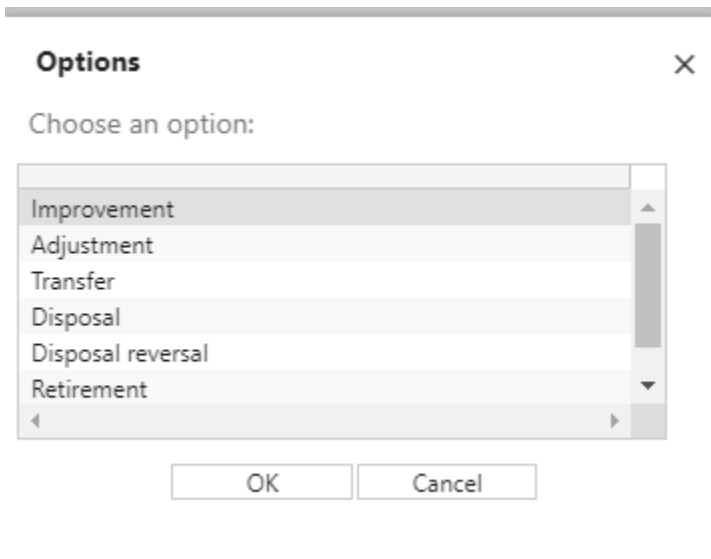 Options
Choose an option:
Improvement
Adjustment
Transfer
Disposal
Disposal reversal
Retirement
OK Cancel